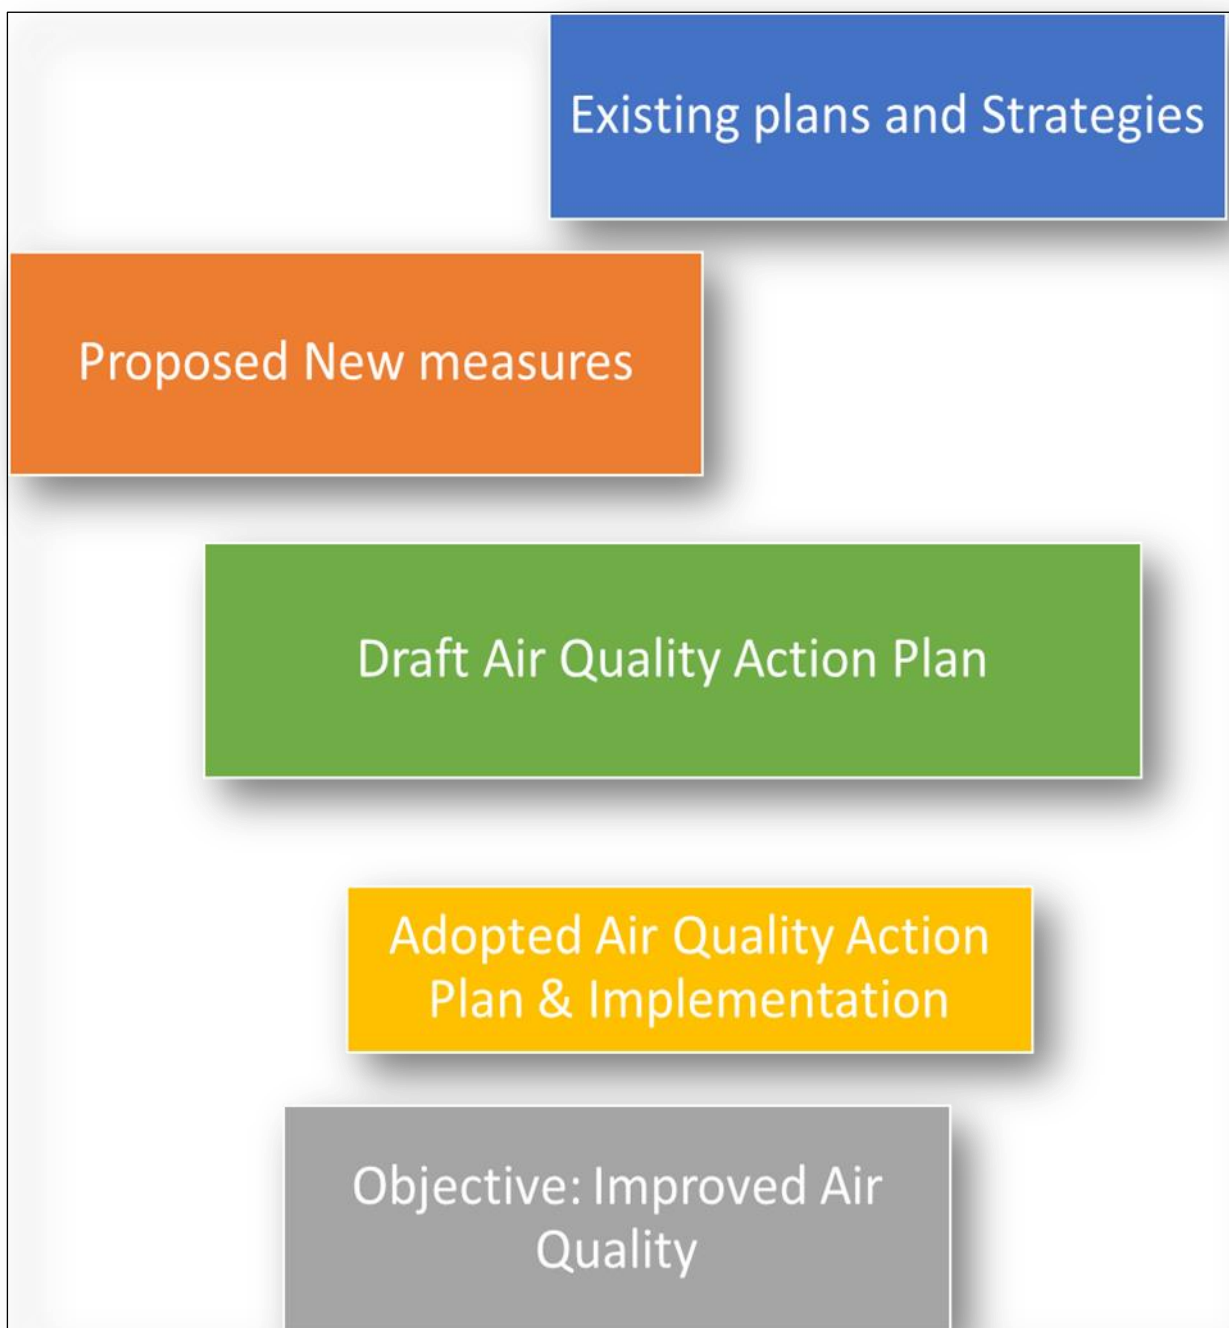 Existing plans and Strategies
Proposed New measures
Draft Air Quality Action Plan
Adopted Air Quality Action
Plan & Implementation
Objective: Improved Air
Quality